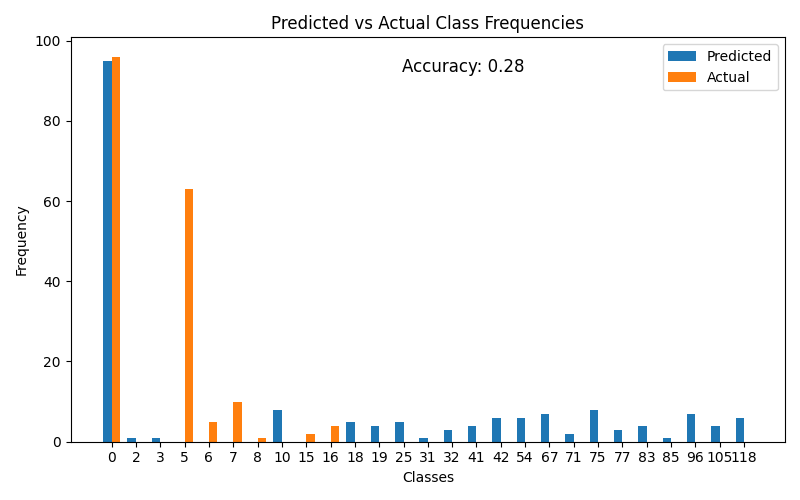 Predicted vs Actual Class Frequencies
Accuracy: 0.28
Predicted
Actual
100
80
60
40
20
0
Frequency
0 2 3 5 6 7 8 10 15 16 18 19 25 31 32 41 42 54 67 71 75 77 83 85 96 105 118
Classes